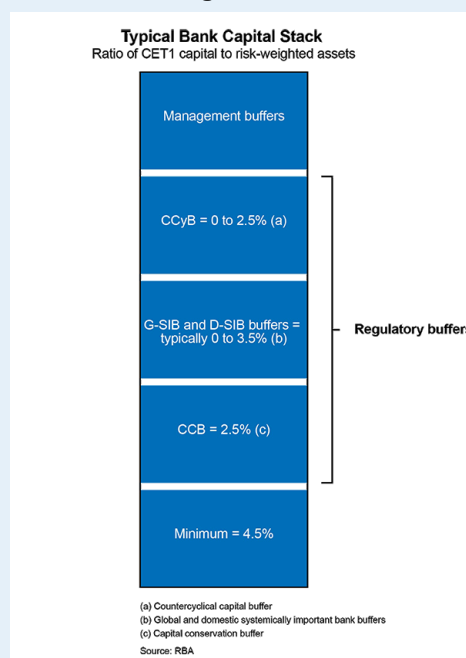 Typical Bank Capital Stack
Ratio of CET1 capital to risk-weighted assets
Management buffers
CCyB = 0 to 2.5% (a)
G-SIB and D-SIB buffers =
typically 0 to 3.5% (b)
Regulatory buffers
CCB = 2.5% (c)
Minimum = 4.5%
(a) Countercyclical capital buffer
(b) Global and domestic systemically important bank buffers
(c) Capital conservation buffer
Source: RBA